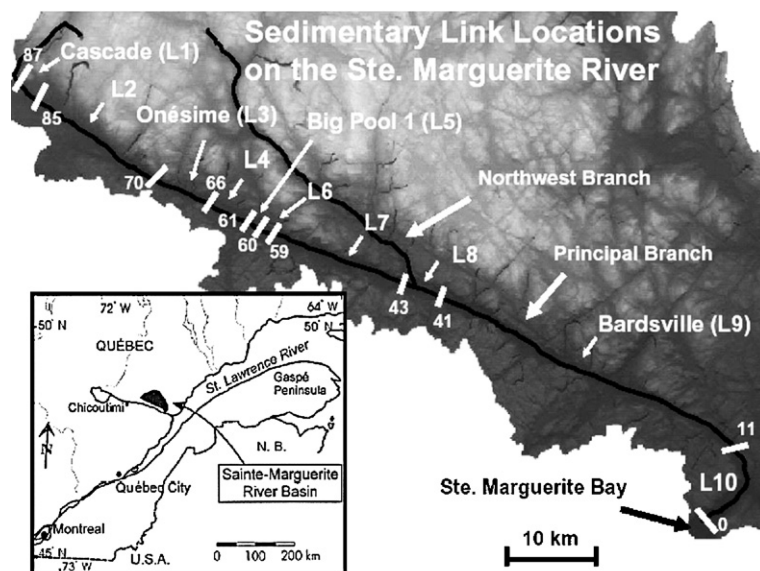 Sedimentary Link Locations
on the Ste. Marguerite River
87
Cascade (L1)
85
L2
Onésime (L3)
Big Pool 1 (L5)
70
66
L4
L6
61
60
59
Northwest Branch
L7
L8
Principal Branch
43
41
Bardsville (L9)
11
L10
0
Ste. Marguerite Bay
10 km
72° W
64° W
50° N
50° N
QUÉBEC
St. Lawrence River
Gaspé
Peninsula
Chicoutimi
N
N. B.
Sainte-Marguerite
River Basin
Québec City
Montreal
45° N
73° W
U.S.A.
0 100 200 km